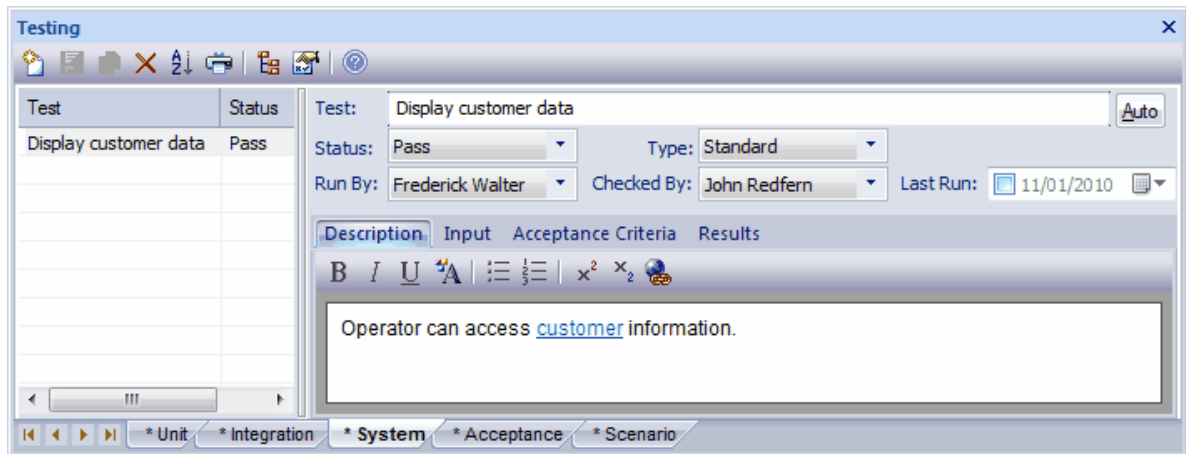 Testing
Test Status
Display customer data Pass
Test: Display customer data Auto
Status: Pass Type: Standard
Run By: Frederick Walter Checked By: John Redfern Last Run: 11/01/2010
Description Input Acceptance Criteria Results
B I U A x² x₂
Operator can access customer information.
* Unit * Integration * System * Acceptance * Scenario